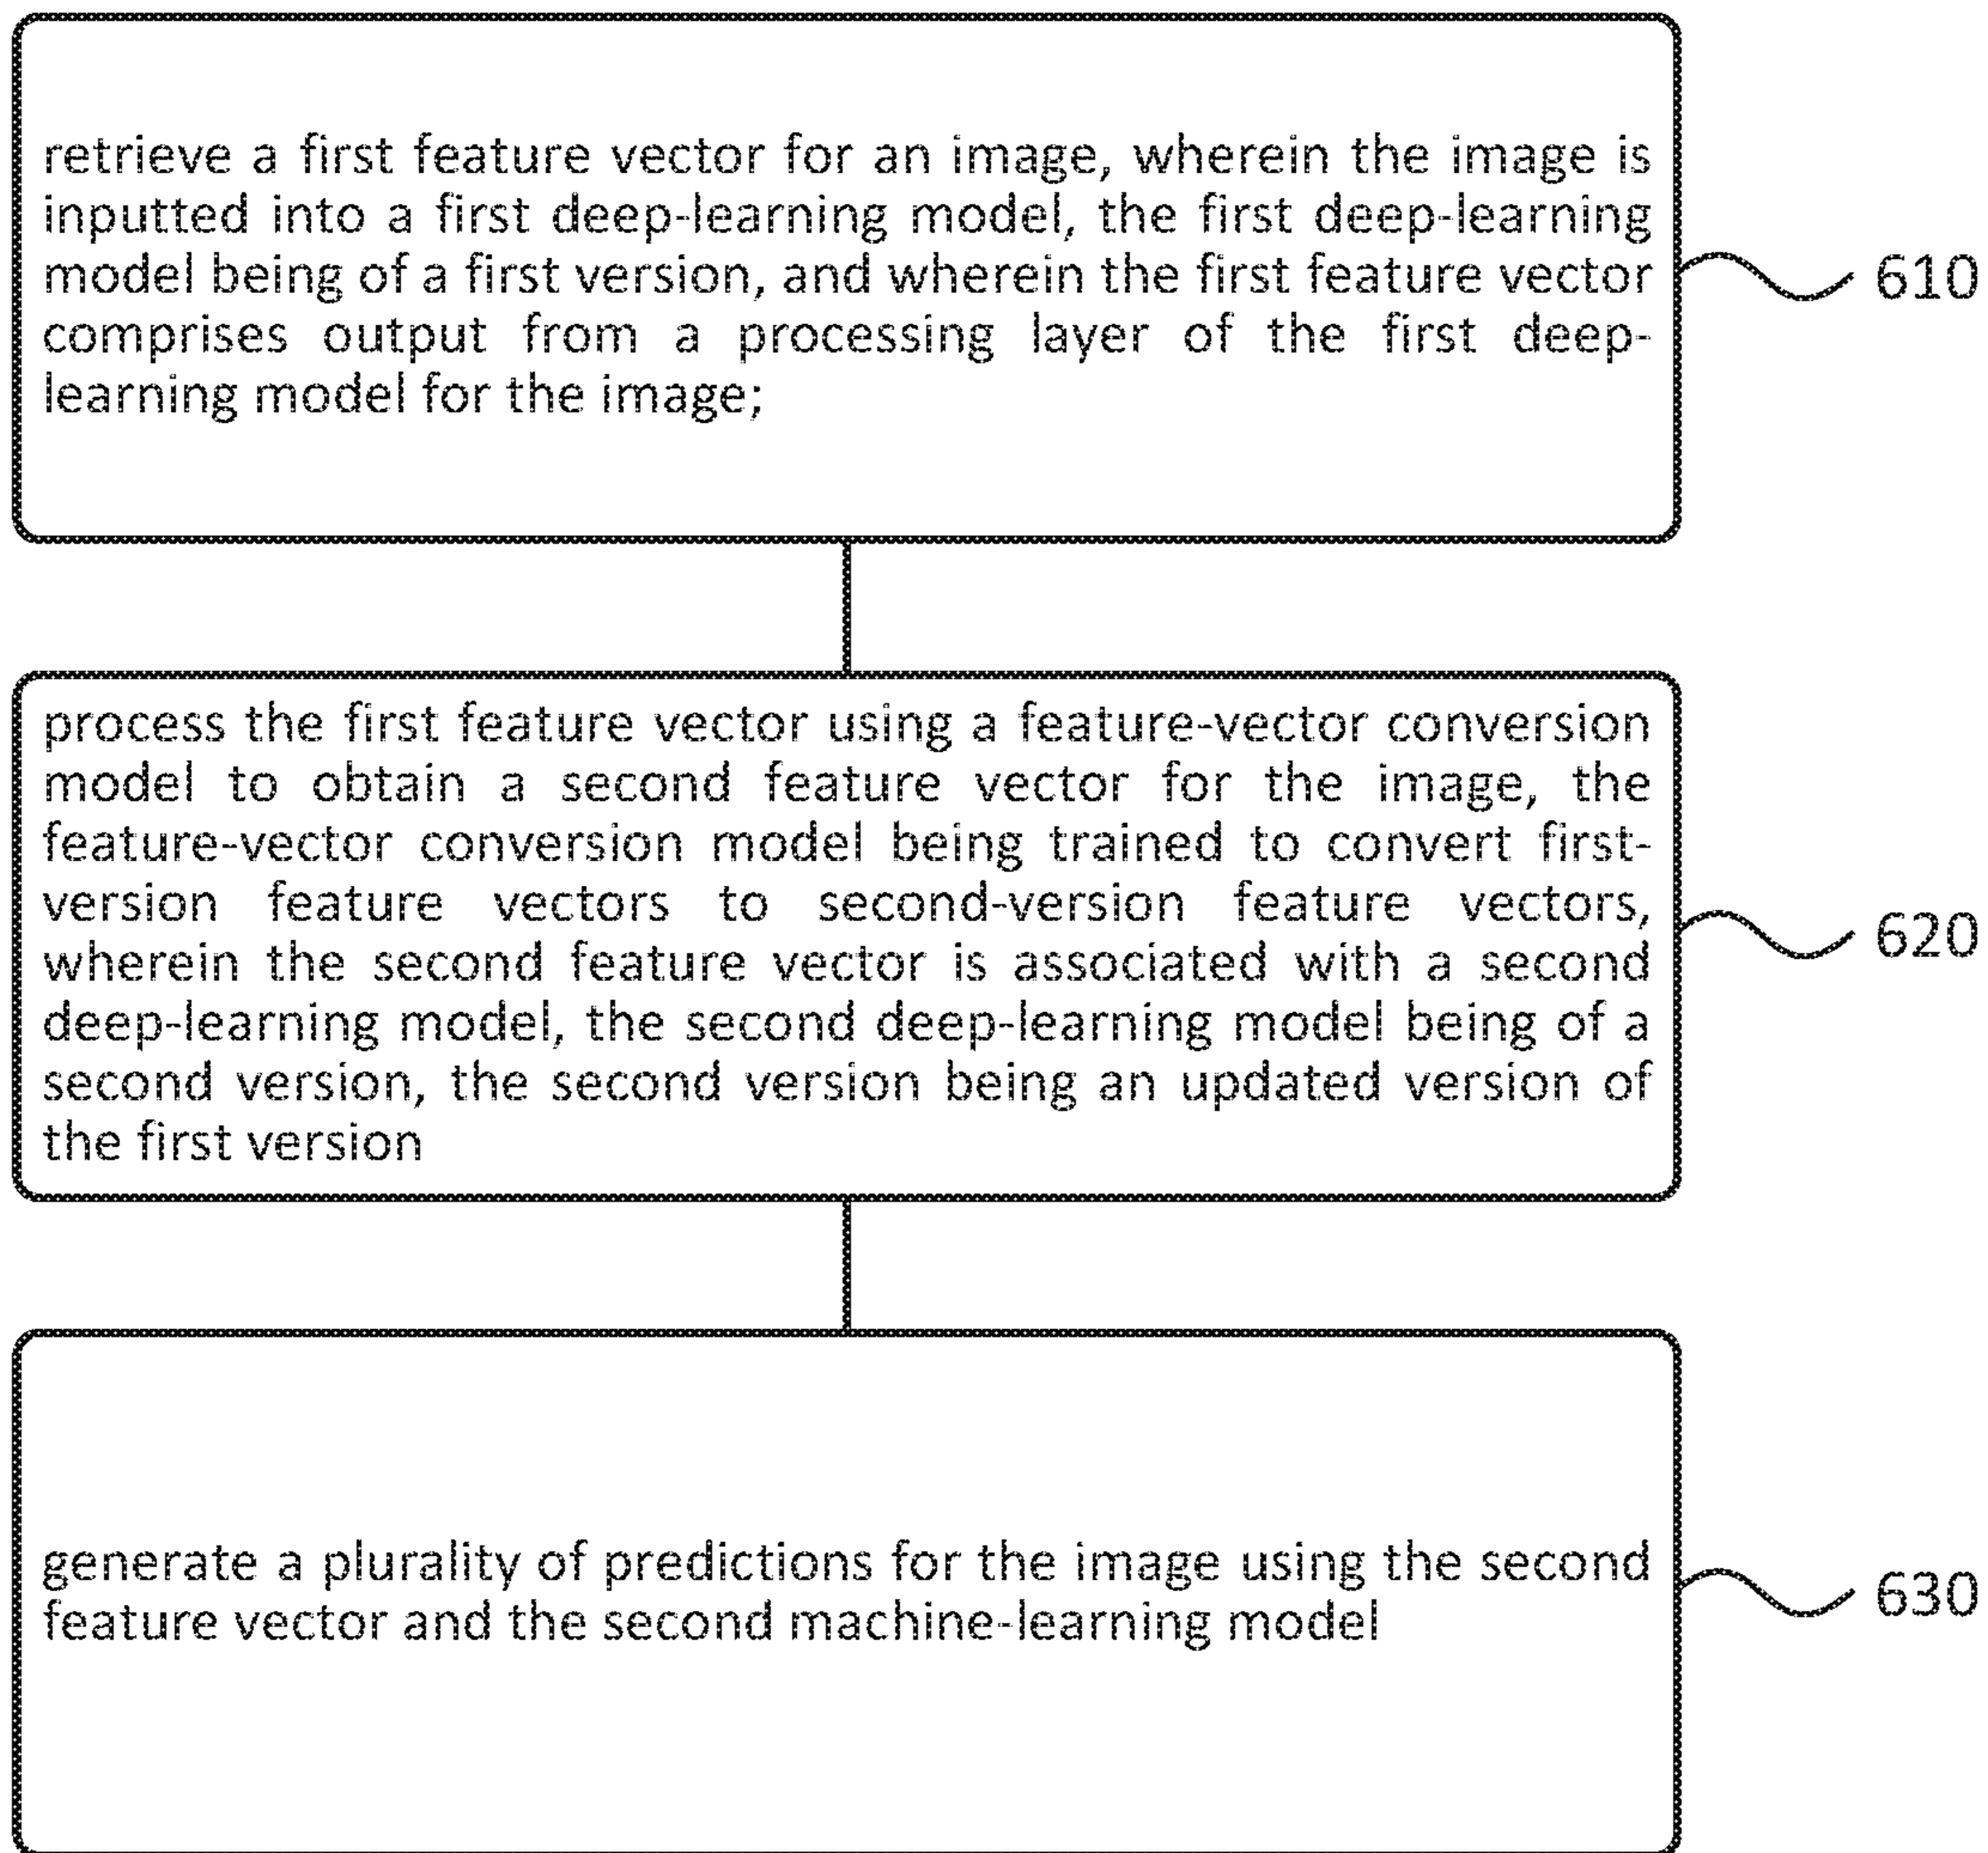 retrieve a first feature vector for an image, wherein the image is
inputted into a first deep-learning model, the first deep-learning
model being of a first version, and wherein the first feature vector
comprises output from a processing layer of the first deep-
learning model for the image;
610
process the first feature vector using a feature-vector conversion
model to obtain a second feature vector for the image, the
feature-vector conversion model being trained to convert first-
version feature vectors to second-version feature vectors,
wherein the second feature vector is associated with a second
deep-learning model, the second deep-learning model being of a
second version, the second version being an updated version of
the first version
620
generate a plurality of predictions for the image using the second
feature vector and the second machine-learning model
630